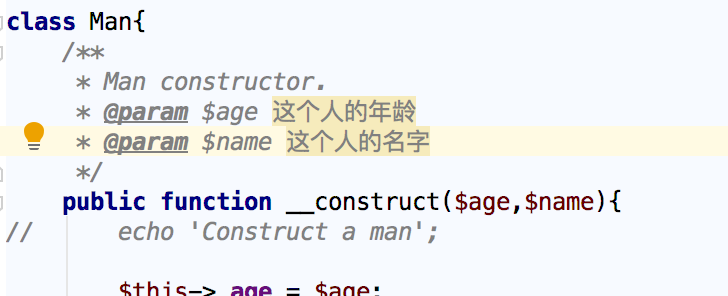 class Man{
/**
* Man constructor.
* @param $age 这个人的年龄
* @param $name 这个人的名字
*/
public function __construct($age,$name){
// echo 'Construct a man';
$this->_age = $age;